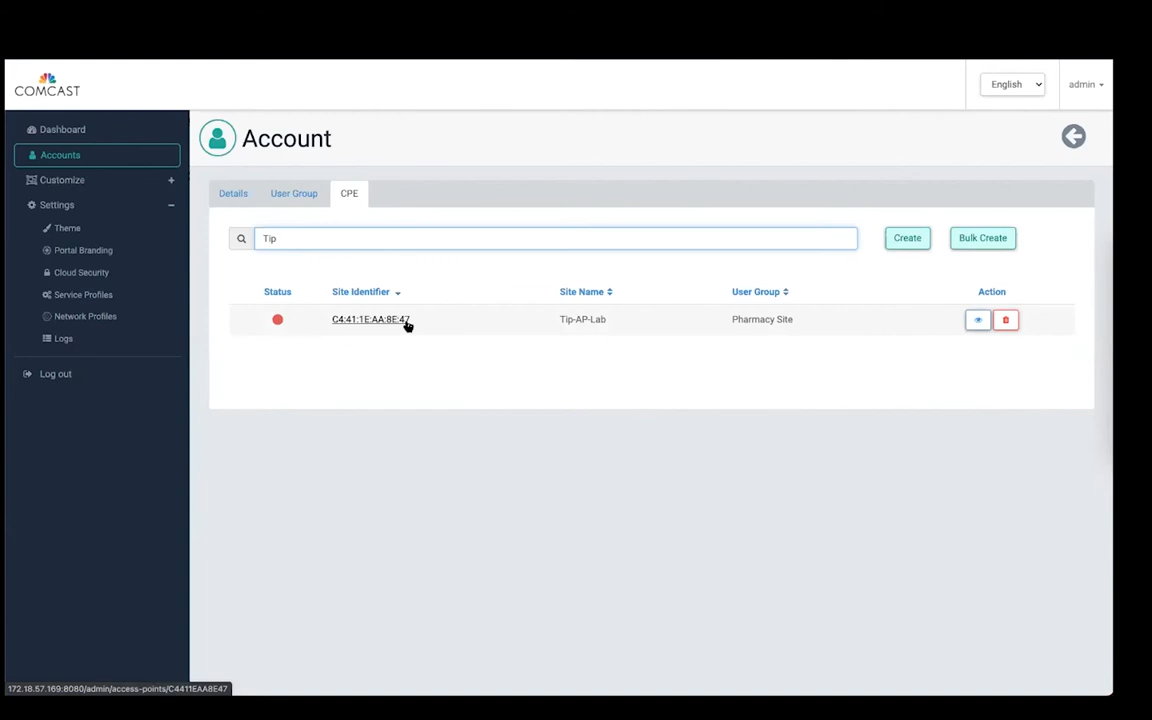 COMCAST
English
admin
Dashboard
Accounts
Customize
Settings
Theme
Portal Branding
Cloud Security
Service Profiles
Network Profiles
Logs
Log out
Account
Details User Group CPE
Tip
Create Bulk Create
Status Site Identifier Site Name User Group Action
C4:41:1E:AA:8E:47 Tip-AP-Lab Pharmacy Site
172.18.57.169:8080/admin/access-points/C4411EAA8E47